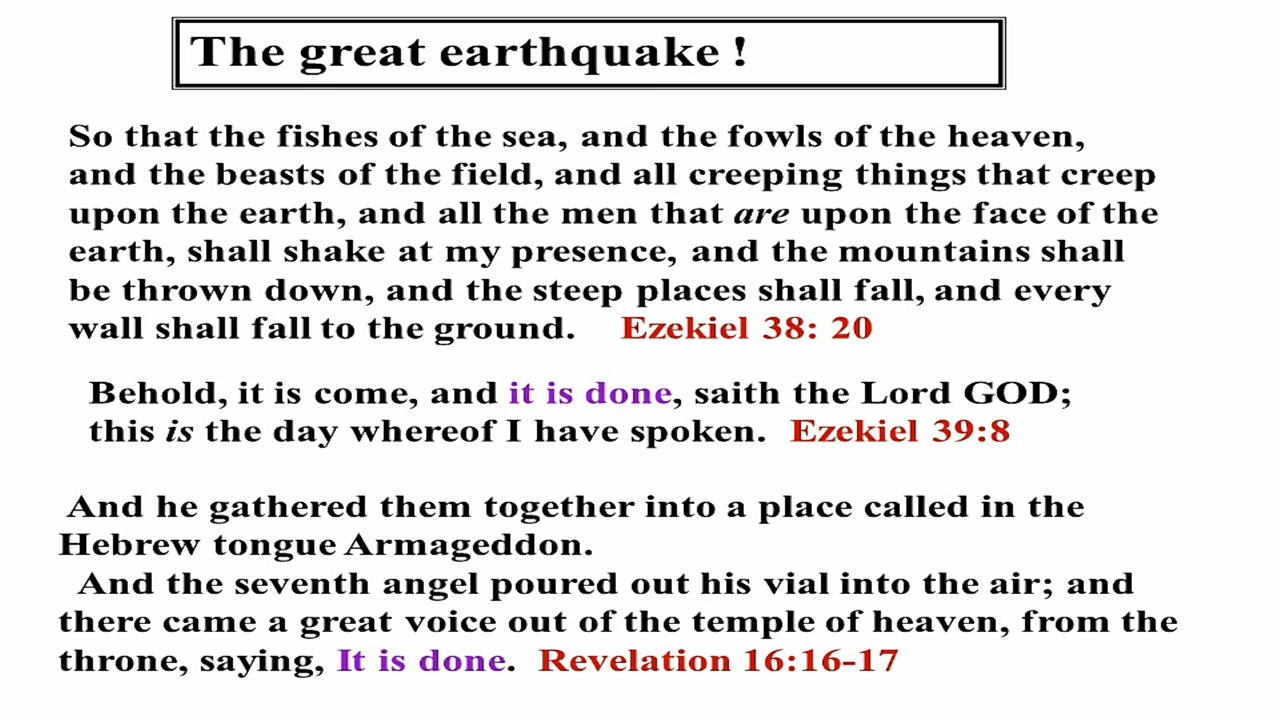 The great earthquake !
So that the fishes of the sea, and the fowls of the heaven,
and the beasts of the field, and all creeping things that creep
upon the earth, and all the men that are upon the face of the
earth, shall shake at my presence, and the mountains shall
be thrown down, and the steep places shall fall, and every
wall shall fall to the ground. Ezekiel 38: 20
Behold, it is come, and it is done, saith the Lord GOD;
this is the day whereof I have spoken. Ezekiel 39:8
And he gathered them together into a place called in the
Hebrew tongue Armageddon.
And the seventh angel poured out his vial into the air; and
there came a great voice out of the temple of heaven, from the
throne, saying, It is done. Revelation 16:16-17